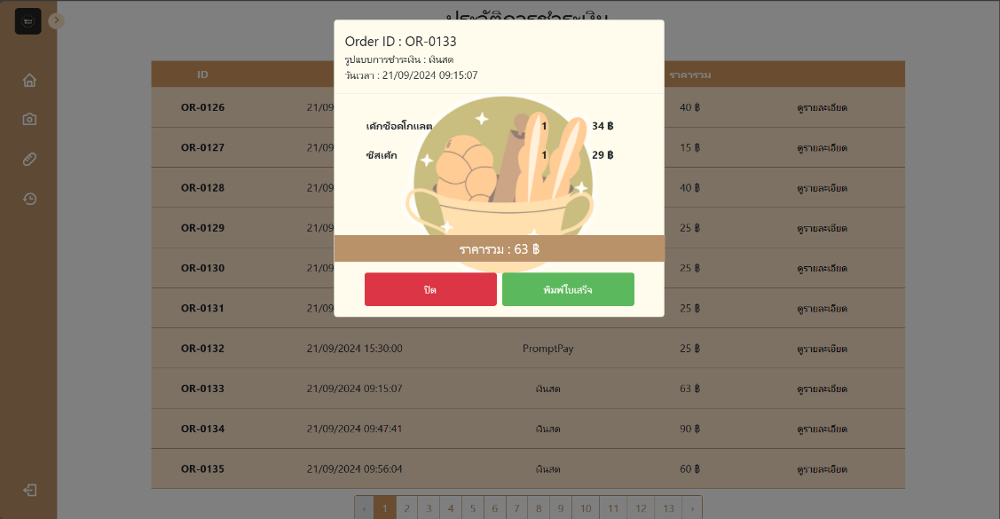 ประวัติการชำระเงิน
Order ID : OR-0133
รูปแบบการชำระเงิน : เงินสด
วันเวลา : 21/09/2024 09:15:07
เค้กช็อคโกแลต 1 34 ฿
ชีสเค้ก 1 29 ฿
ราคารวม : 63 ฿
ปิด พิมพ์ใบเสร็จ
ID ราคารวม
OR-0126 21/09 40 ฿ ดูรายละเอียด
OR-0127 21/09 15 ฿ ดูรายละเอียด
OR-0128 21/09 40 ฿ ดูรายละเอียด
OR-0129 21/09 25 ฿ ดูรายละเอียด
OR-0130 21/09 25 ฿ ดูรายละเอียด
OR-0131 21/09 25 ฿ ดูรายละเอียด
OR-0132 21/09/2024 15:30:00 PromptPay 25 ฿ ดูรายละเอียด
OR-0133 21/09/2024 09:15:07 เงินสด 63 ฿ ดูรายละเอียด
OR-0134 21/09/2024 09:47:41 เงินสด 90 ฿ ดูรายละเอียด
OR-0135 21/09/2024 09:56:04 เงินสด 60 ฿ ดูรายละเอียด
‹ 1 2 3 4 5 6 7 8 9 10 11 12 13 ›